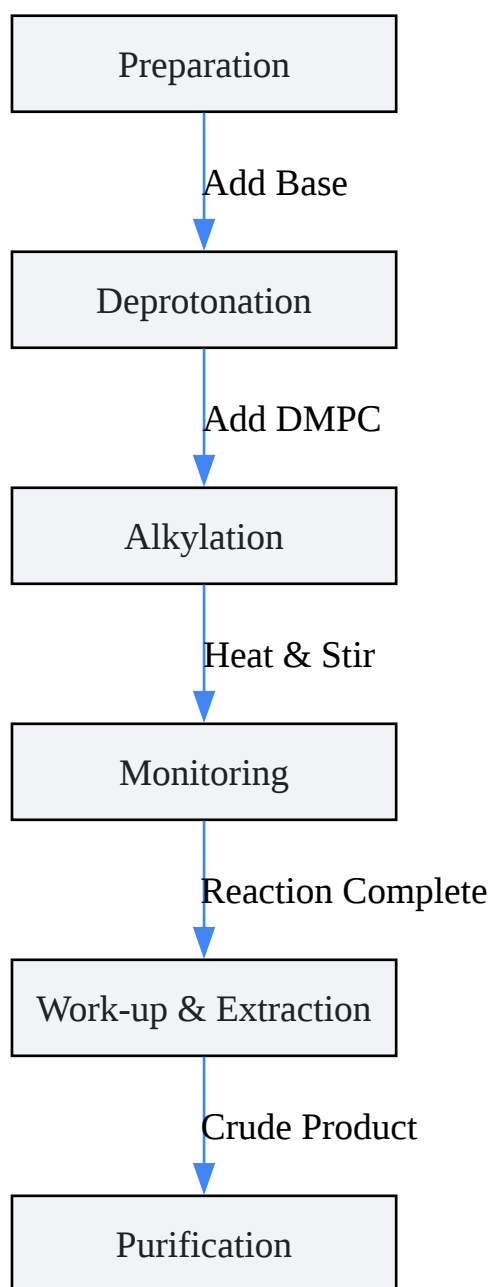 Preparation
Add Base
Deprotonation
Add DMPC
Alkylation
Heat & Stir
Monitoring
Reaction Complete
Work-up & Extraction
Crude Product
Purification